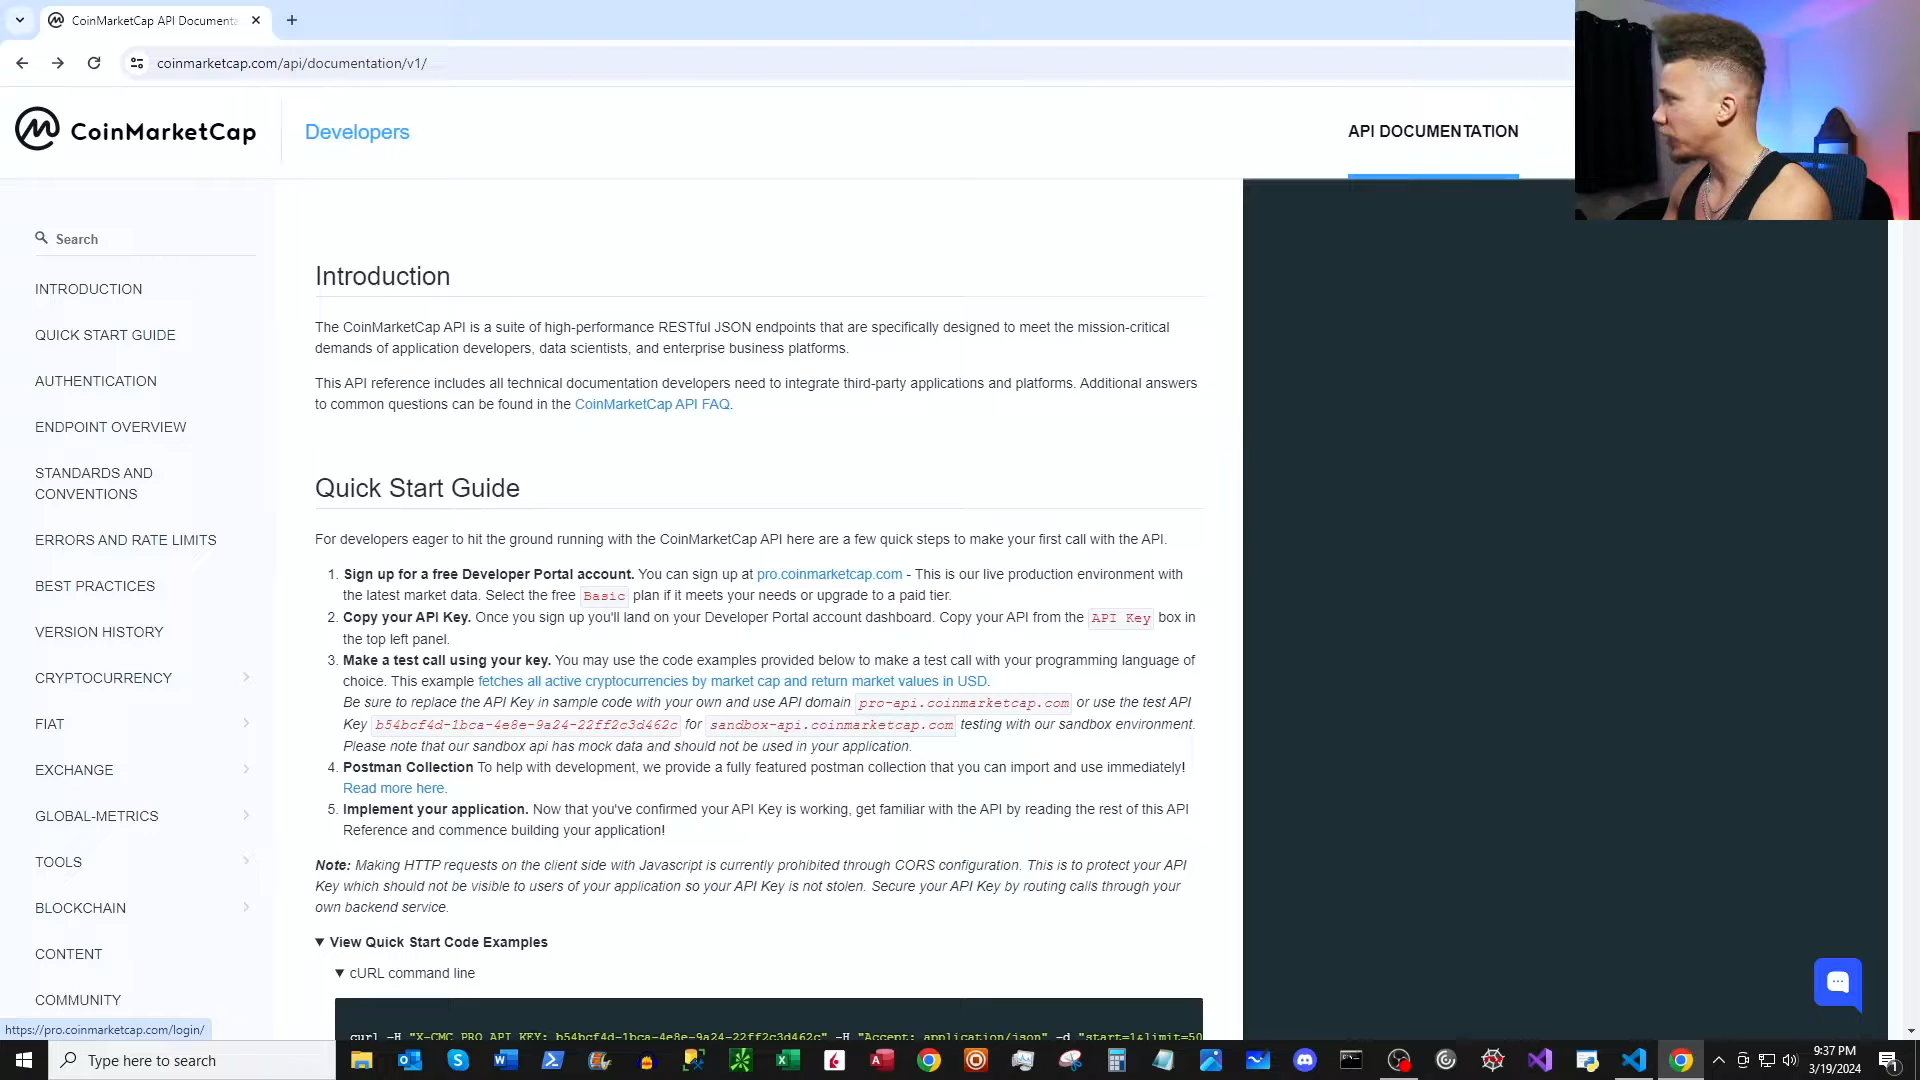 CoinMarketCap API Documenta
coinmarketcap.com/api/documentation/v1/
CoinMarketCap
Developers
API DOCUMENTATION
Search
INTRODUCTION
QUICK START GUIDE
AUTHENTICATION
ENDPOINT OVERVIEW
STANDARDS AND
CONVENTIONS
ERRORS AND RATE LIMITS
BEST PRACTICES
VERSION HISTORY
CRYPTOCURRENCY
FIAT
EXCHANGE
GLOBAL-METRICS
TOOLS
BLOCKCHAIN
CONTENT
COMMUNITY
Introduction
The CoinMarketCap API is a suite of high-performance RESTful JSON endpoints that are specifically designed to meet the mission-critical
demands of application developers, data scientists, and enterprise business platforms.
This API reference includes all technical documentation developers need to integrate third-party applications and platforms. Additional answers
to common questions can be found in the CoinMarketCap API FAQ.
Quick Start Guide
For developers eager to hit the ground running with the CoinMarketCap API here are a few quick steps to make your first call with the API.
1. Sign up for a free Developer Portal account. You can sign up at pro.coinmarketcap.com - This is our live production environment with
the latest market data. Select the free Basic plan if it meets your needs or upgrade to a paid tier.
2. Copy your API Key. Once you sign up you'll land on your Developer Portal account dashboard. Copy your API from the API Key box in
the top left panel.
3. Make a test call using your key. You may use the code examples provided below to make a test call with your programming language of
choice. This example fetches all active cryptocurrencies by market cap and return market values in USD.
Be sure to replace the API Key in sample code with your own and use API domain pro-api.coinmarketcap.com or use the test API
Key b54bcf4d-1bca-4e8e-9a24-22ff2c3d462c for sandbox-api.coinmarketcap.com testing with our sandbox environment.
Please note that our sandbox api has mock data and should not be used in your application.
4. Postman Collection To help with development, we provide a fully featured postman collection that you can import and use immediately!
Read more here.
5. Implement your application. Now that you've confirmed your API Key is working, get familiar with the API by reading the rest of this API
Reference and commence building your application!
Note: Making HTTP requests on the client side with Javascript is currently prohibited through CORS configuration. This is to protect your API
Key which should not be visible to users of your application so your API Key is not stolen. Secure your API Key by routing calls through your
own backend service.
▼ View Quick Start Code Examples
▼ cURL command line
curl -H "X-CMC_PRO_API_KEY: b54bcf4d-1bca-4e8e-9a24-22ff2c3d462c" -H "Accept: application/json" -d "start=1&limit=50
https://pro.coinmarketcap.com/login/
Type here to search
9:37 PM
3/19/2024
1